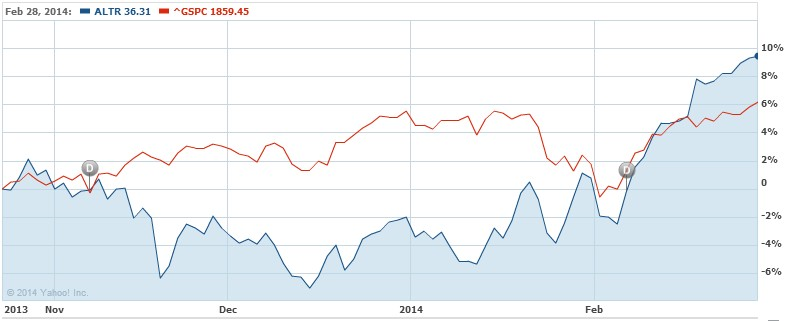 Feb 28, 2014: ALTR 36.31 ^GSPC 1859.45
10%
8%
6%
4%
2%
0
-2%
-4%
-6%
D
D
© 2014 Yahoo! Inc.
2013 Nov Dec 2014 Feb